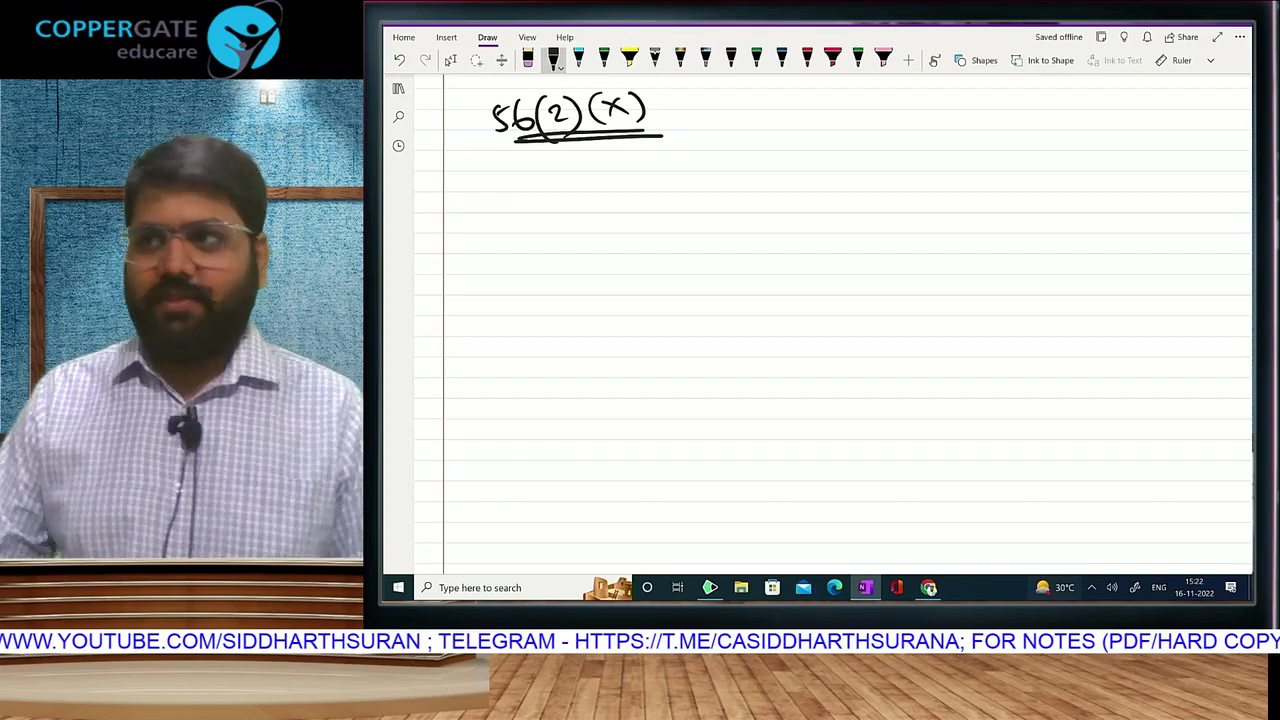 COPPERGATE
educare
Home Insert Draw View Help
Saved offline
Share
Shapes
Ink to Shape
Ink to Text
Ruler
56(2)(x)
Type here to search
30°C
ENG
15:22
16-11-2022
WWW.YOUTUBE.COM/SIDDHARTHSURAN ; TELEGRAM - HTTPS://T.ME/CASIDDHARTHSURANA; FOR NOTES (PDF/HARD COPY